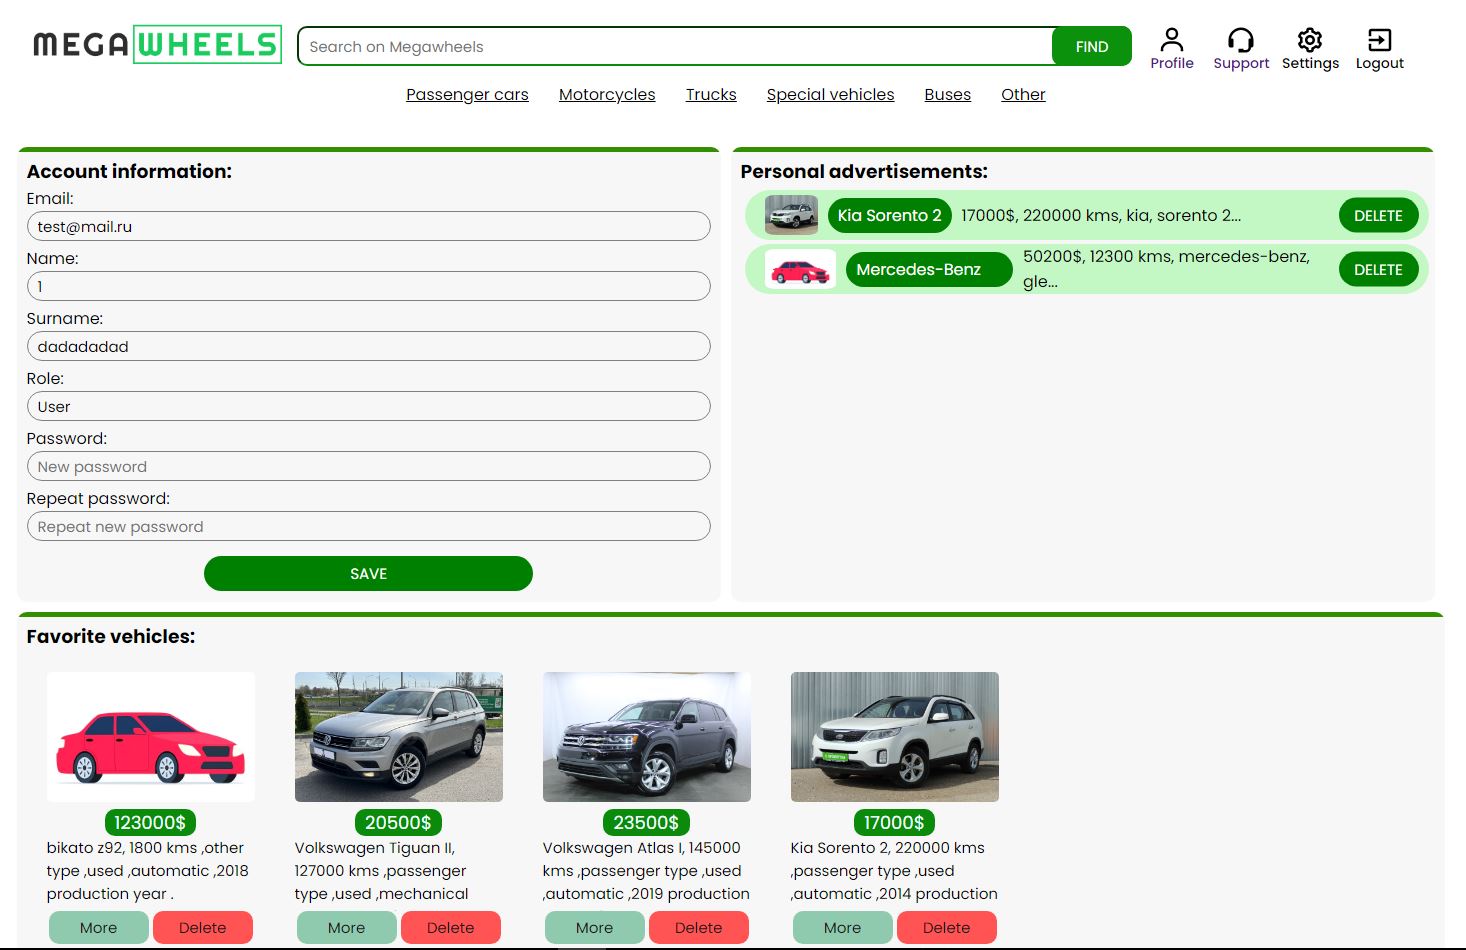 MEGAWHEELS
Search on Megawheels
FIND
Profile
Support
Settings
Logout
Passenger cars
Motorcycles
Trucks
Special vehicles
Buses
Other
Account information:
Email:
test@mail.ru
Name:
1
Surname:
dadadadad
Role:
User
Password:
New password
Repeat password:
Repeat new password
SAVE
Personal advertisements:
Kia Sorento 2
17000$, 220000 kms, kia, sorento 2...
DELETE
Mercedes-Benz
50200$, 12300 kms, mercedes-benz,
gle...
DELETE
Favorite vehicles:
123000$
bikato z92, 1800 kms ,other
type ,used ,automatic ,2018
production year .
More
Delete
20500$
Volkswagen Tiguan II,
127000 kms ,passenger
type ,used ,mechanical
More
Delete
23500$
Volkswagen Atlas I, 145000
kms ,passenger type ,used
,automatic ,2019 production
More
Delete
17000$
Kia Sorento 2, 220000 kms
,passenger type ,used
,automatic ,2014 production
More
Delete